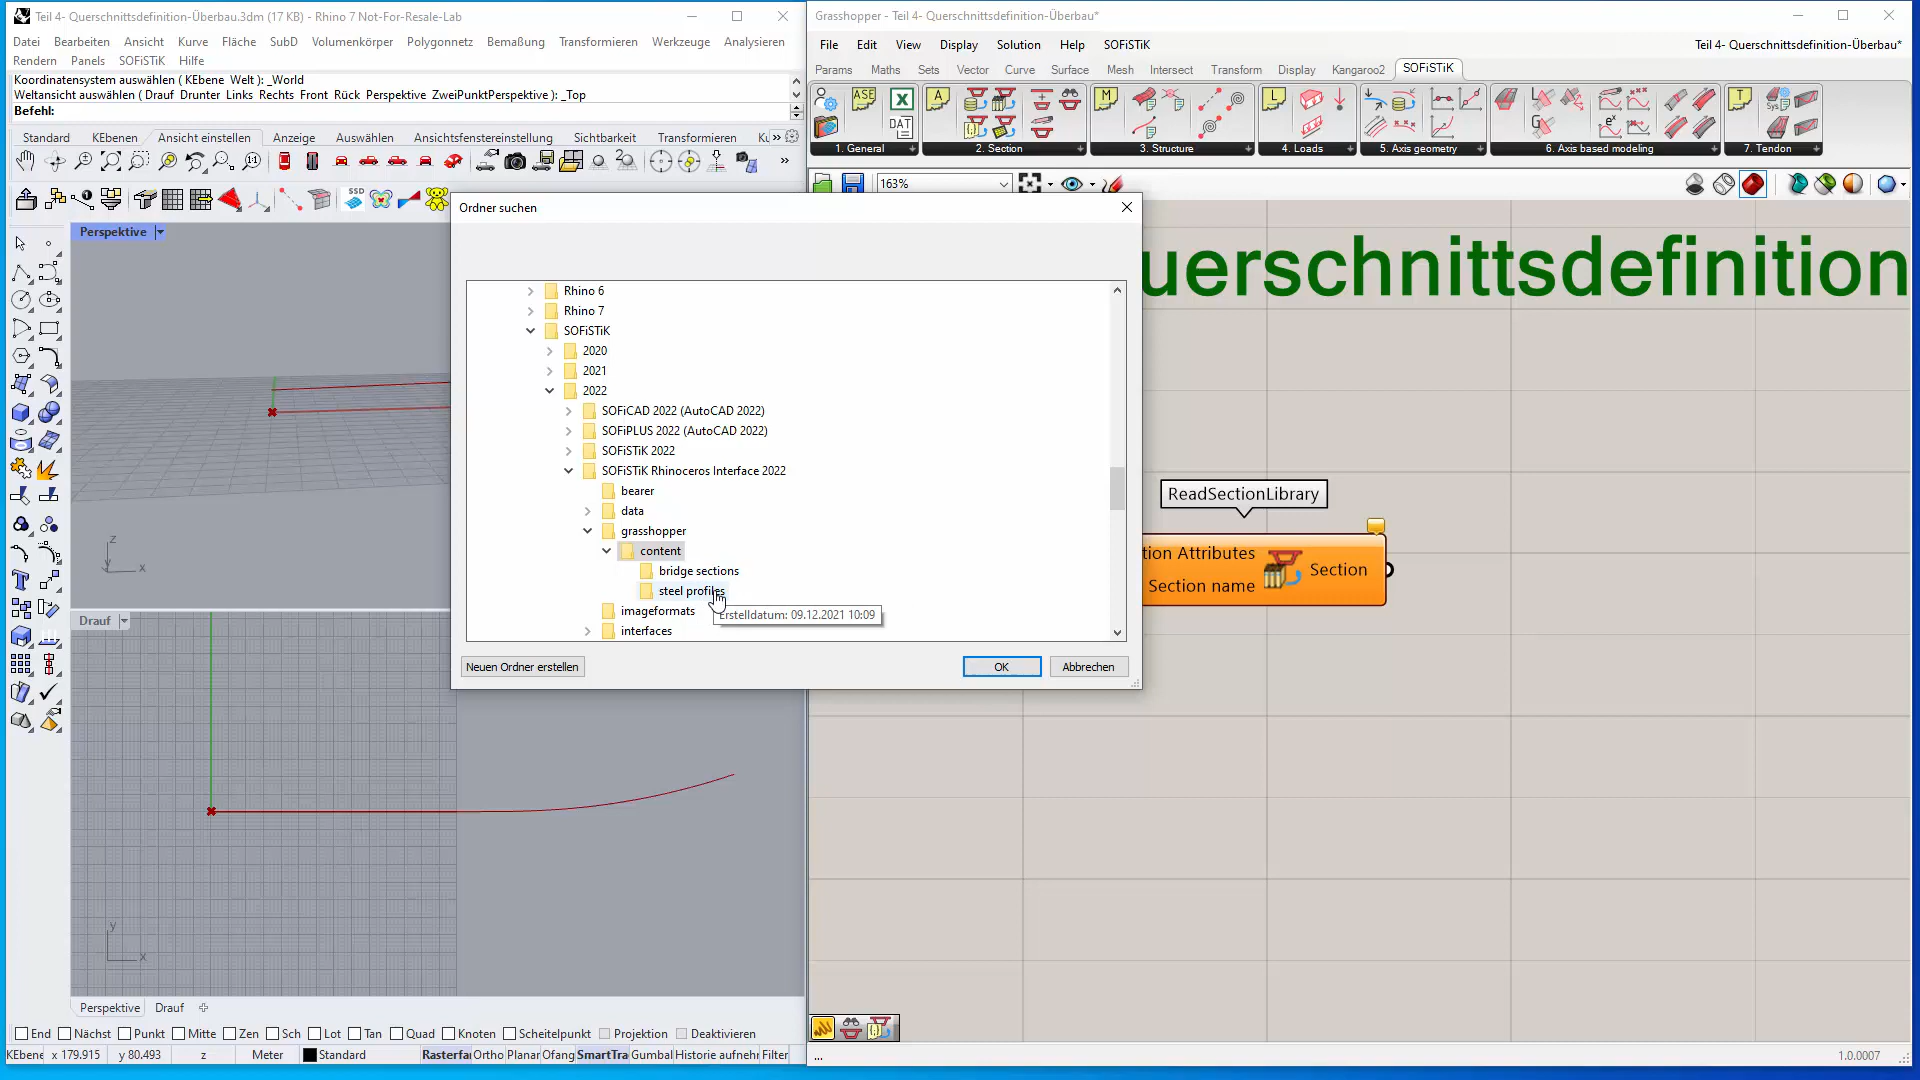 Teil 4- Querschnittsdefinition-Überbau.3dm (17 KB) - Rhino 7 Not-For-Resale-Lab
Datei Bearbeiten Ansicht Kurve Fläche SubD Volumenkörper Polygonnetz Bemaßung Transformieren Werkzeuge Analysieren
Rendern Panels SOFiSTiK Hilfe
Koordinatensystem auswählen ( KEbene Welt ): _World
Weltansicht auswählen ( Drauf Drunter Links Rechts Front Rück Perspektive ZweiPunktPerspektive ): _Top
Befehl:
Standard KEbenen Ansicht einstellen Anzeige Auswählen Ansichtsfenstereinstellung Sichtbarkeit Transformieren Ku
SSD
Perspektive
z
x
Drauf
y
x
Perspektive Drauf
End Nächst Punkt Mitte Zen Sch Lot Tan Quad Knoten Scheitelpunkt Projektion Deaktivieren
KEbene x 179.915 y 80.493 z Meter Standard Rasterfa Ortho Planar Ofang SmartTra Gumbal Historie aufnehr Filter
Ordner suchen
Rhino 6
Rhino 7
SOFiSTiK
2020
2021
2022
SOFiCAD 2022 (AutoCAD 2022)
SOFiPLUS 2022 (AutoCAD 2022)
SOFiSTiK 2022
SOFiSTiK Rhinoceros Interface 2022
bearer
data
grasshopper
content
bridge sections
steel profiles
Erstelldatum: 09.12.2021 10:09
imageformats
interfaces
Neuen Ordner erstellen OK Abbrechen
Grasshopper - Teil 4- Querschnittsdefinition-Überbau*
File Edit View Display Solution Help SOFiSTiK
Teil 4- Querschnittsdefinition-Überbau*
Params Maths Sets Vector Curve Surface Mesh Intersect Transform Display Kangaroo2 SOFiSTiK
ASE
DAT
A
M
L
G
T
Sys
1. General 2. Section 3. Structure 4. Loads 5. Axis geometry 6. Axis based modeling 7. Tendon
163%
uerschnittsdefinition
ReadSectionLibrary
tion Attributes
Section name
Section
...
1.0.0007